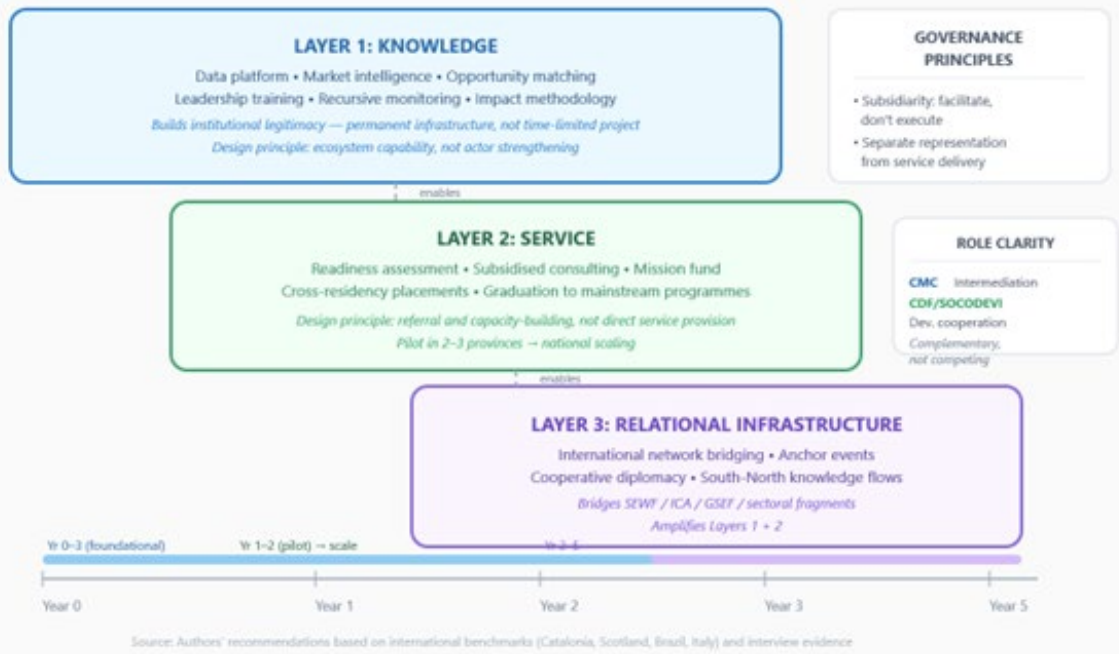 LAYER 1: KNOWLEDGE
Data platform • Market intelligence • Opportunity matching
Leadership training • Recursive monitoring • Impact methodology
Builds institutional legitimacy — permanent infrastructure, not time-limited project
Design principle: ecosystem capability, not actor strengthening
enables
GOVERNANCE
PRINCIPLES
• Subsidiarity: facilitate,
don't execute
• Separate representation
from service delivery
LAYER 2: SERVICE
Readiness assessment • Subsidised consulting • Mission fund
Cross-residency placements • Graduation to mainstream programmes
Design principle: referral and capacity-building, not direct service provision
Pilot in 2–3 provinces → national scaling
enables
ROLE CLARITY
CMC Intermediation
CDF/SOCODEVI
Dev. cooperation
Complementary,
not competing
LAYER 3: RELATIONAL INFRASTRUCTURE
International network bridging • Anchor events
Cooperative diplomacy • South-North knowledge flows
Bridges SEWF / ICA / GSEF / sectoral fragments
Amplifies Layers 1 + 2
Yr 0–3 (foundational) Yr 1–2 (pilot) → scale
Year 0 Year 1 Year 2 Year 3 Year 5
Source: Authors' recommendations based on international benchmarks (Catalonia, Scotland, Brazil, Italy) and interview evidence